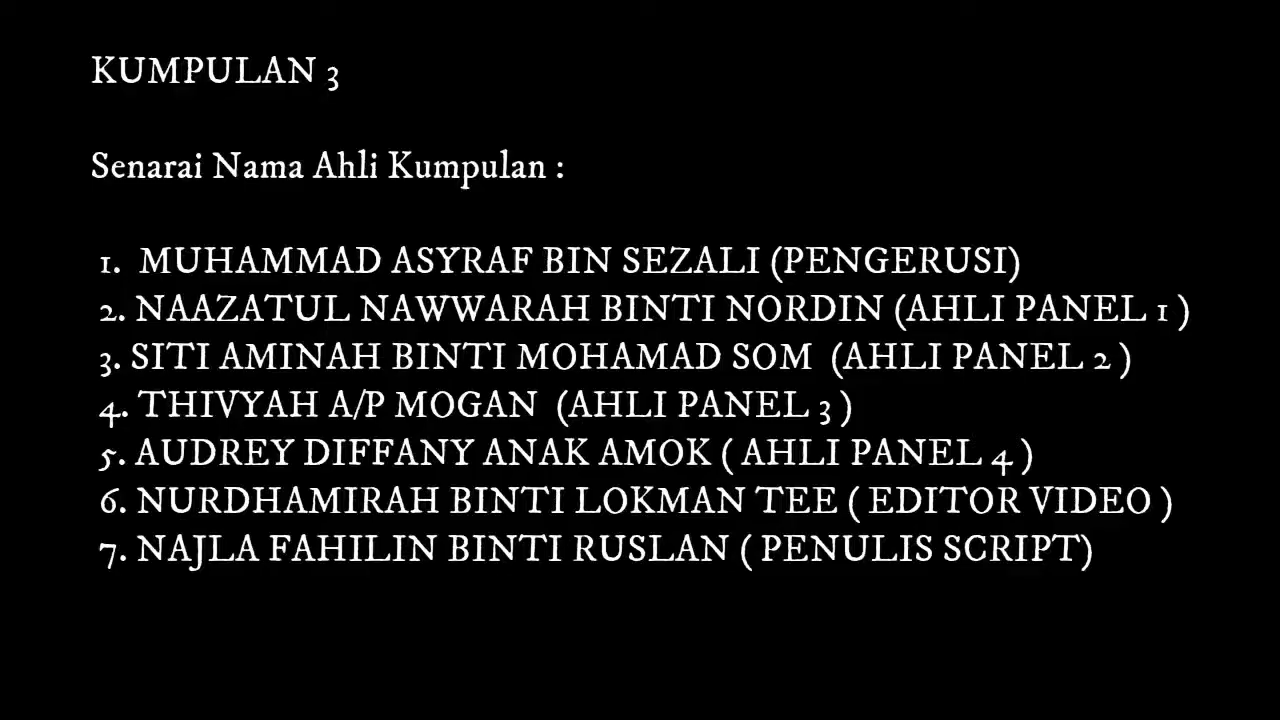 KUMPULAN 3
Senarai Nama Ahli Kumpulan :
1. MUHAMMAD ASYRAF BIN SEZALI (PENGERUSI)
2. NAAZATUL NAWWARAH BINTI NORDIN (AHLI PANEL 1 )
3. SITI AMINAH BINTI MOHAMAD SOM (AHLI PANEL 2 )
4. THIVYAH A/P MOGAN (AHLI PANEL 3 )
5. AUDREY DIFFANY ANAK AMOK ( AHLI PANEL 4 )
6. NURDHAMIRAH BINTI LOKMAN TEE ( EDITOR VIDEO )
7. NAJLA FAHILIN BINTI RUSLAN ( PENULIS SCRIPT)